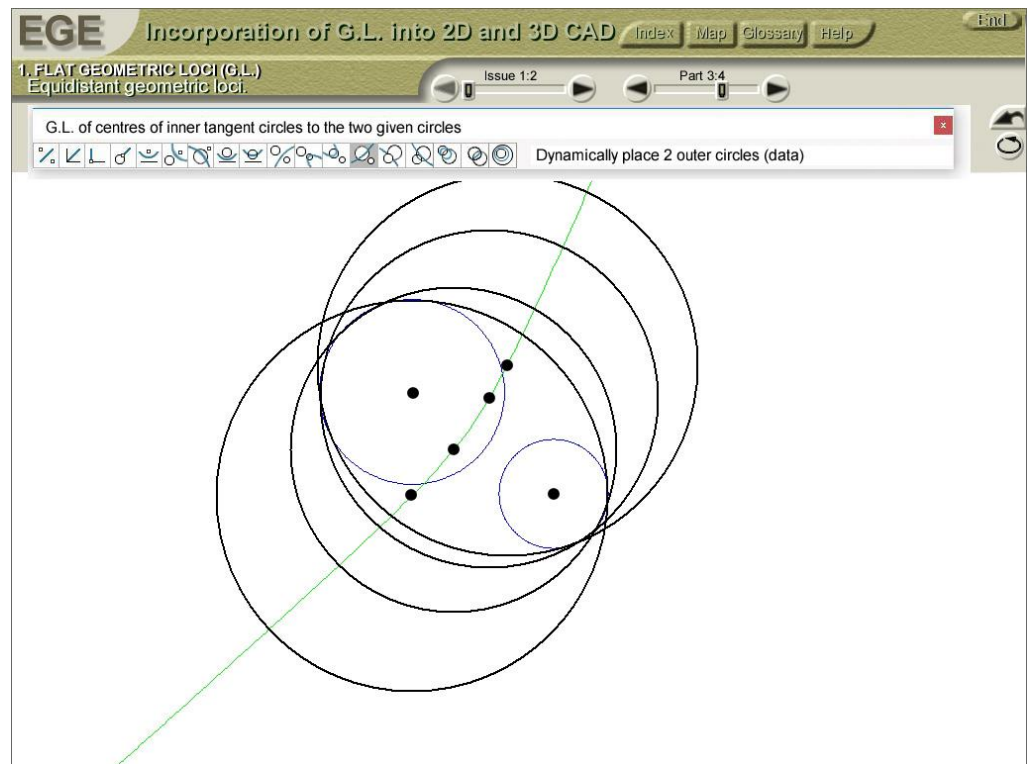 EGE Incorporation of G.L. into 2D and 3D CAD Index Map Glossary Help End
1. FLAT GEOMETRIC LOCI (G.L.)
Equidistant geometric loci.
Issue 1:2 Part 3:4
G.L. of centres of inner tangent circles to the two given circles x
Dynamically place 2 outer circles (data)